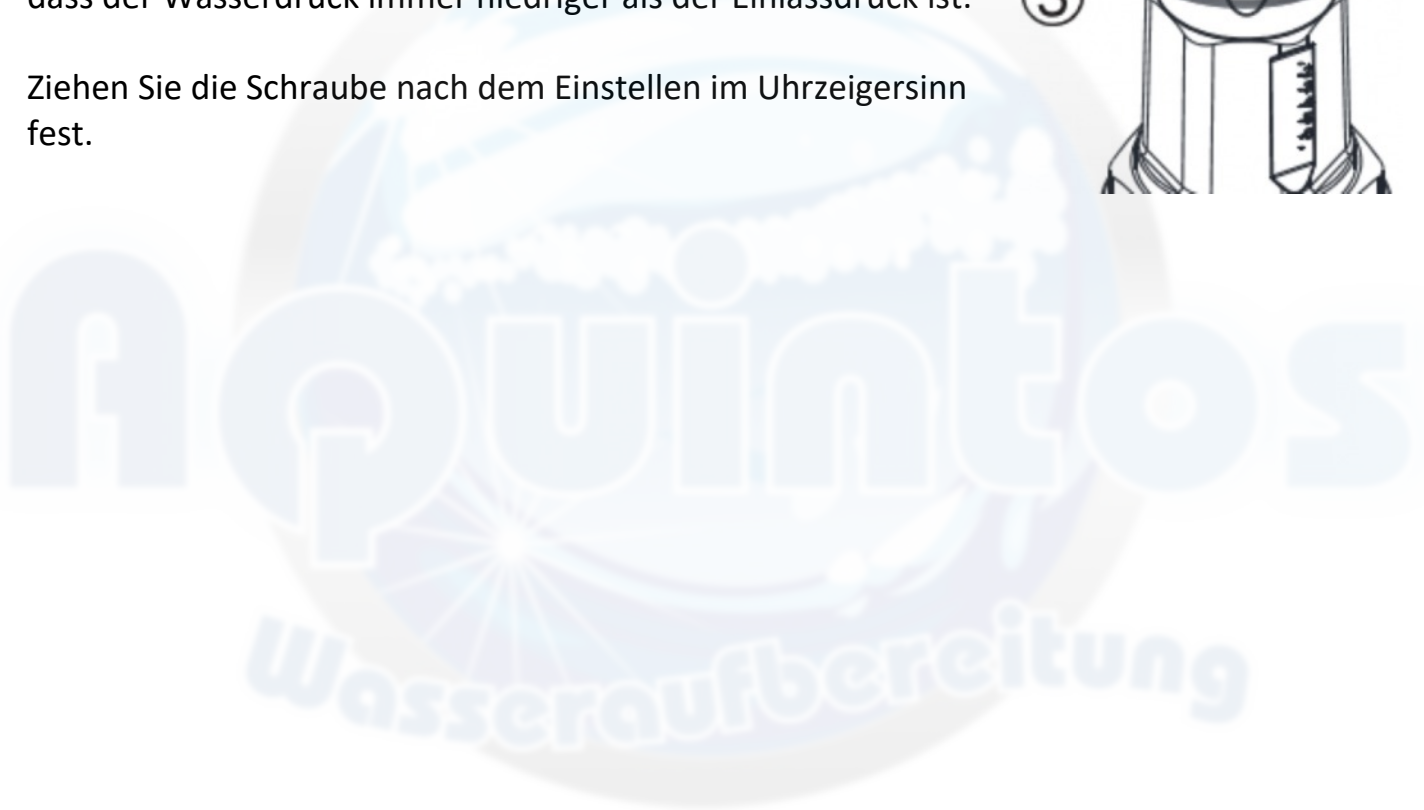 dass der Wasserdruck immer niedriger als der Einlassdruck ist.
③
Ziehen Sie die Schraube nach dem Einstellen im Uhrzeigersinn
fest.
Aquintos
Wasseraufbereitung